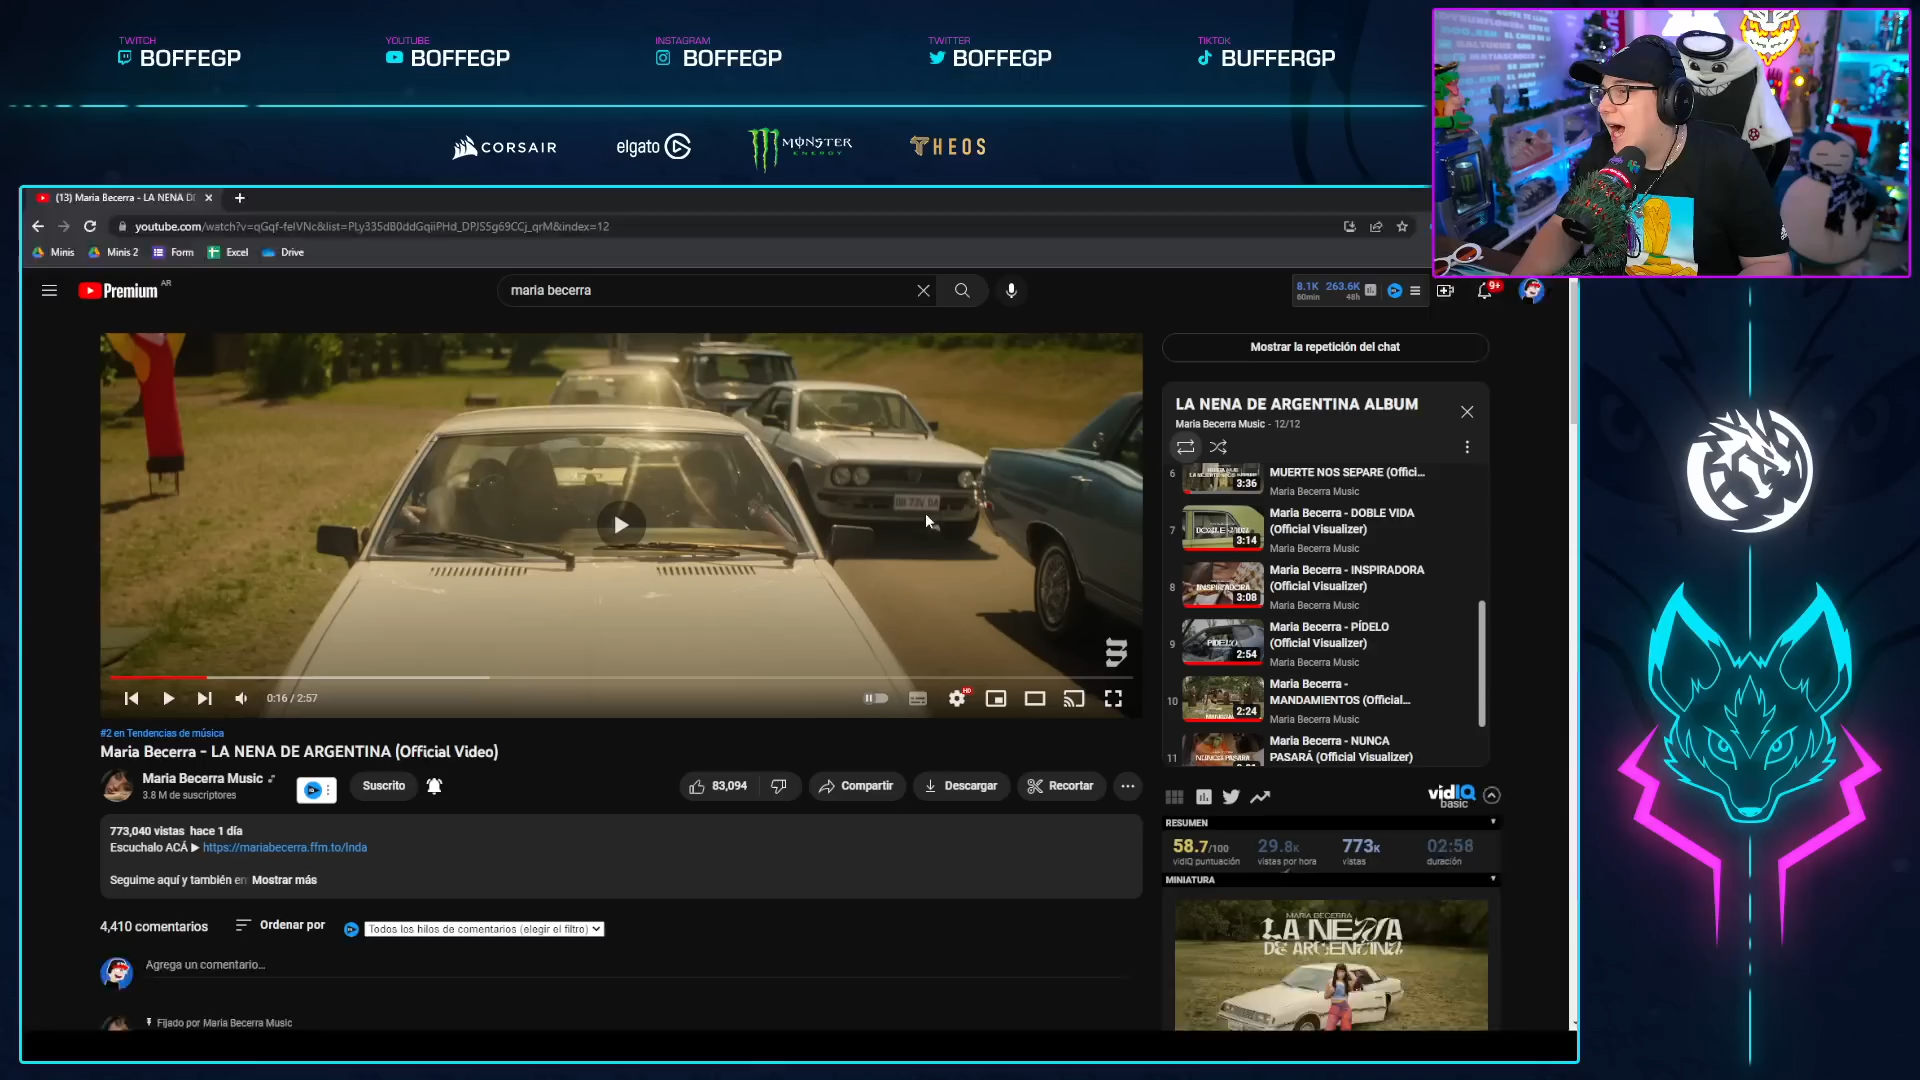 TWITCH
BOFFEGP
YOUTUBE
BOFFEGP
INSTAGRAM
BOFFEGP
TWITTER
BOFFEGP
TIKTOK
BUFFERGP
CORSAIR
elgato
MONSTER
ENERGY
THEOS
(13) Maria Becerra - LA NENA DE
youtube.com/watch?v=qGqf-feIVNc&list=PLy335dB0ddGqiiPHd_DPJS5g69CCj_qrM&index=12
Minis
Minis 2
Form
Excel
Drive
Premium AR
maria becerra
8.1K 263.6K
60min 48h
9+
Mostrar la repetición del chat
LA NENA DE ARGENTINA ALBUM
Maria Becerra Music - 12/12
6
3:36
MUERTE NOS SEPARE (Offici...
Maria Becerra Music
7
DOBLE VIDA
3:14
Maria Becerra - DOBLE VIDA
(Official Visualizer)
Maria Becerra Music
8
INSPIRADORA
3:08
Maria Becerra - INSPIRADORA
(Official Visualizer)
Maria Becerra Music
9
PÍDELO
2:54
Maria Becerra - PÍDELO
(Official Visualizer)
Maria Becerra Music
10
2:24
Maria Becerra -
MANDAMIENTOS (Official...
Maria Becerra Music
11
Maria Becerra - NUNCA
PASARÁ (Official Visualizer)
0:16 / 2:57
HD
#2 en Tendencias de música
Maria Becerra - LA NENA DE ARGENTINA (Official Video)
Maria Becerra Music
3.8 M de suscriptores
Suscrito
83,094
Compartir
Descargar
Recortar
773,040 vistas hace 1 día
Escuchalo ACÁ ▶ https://mariabecerra.ffm.to/lnda
Seguime aquí y también en Mostrar más
4,410 comentarios
Ordenar por
Todos los hilos de comentarios (elegir el filtro)
Agrega un comentario...
Fijado por Maria Becerra Music
vidIQ
basic
RESUMEN
58.7/100
vidIQ puntuación
29.8K
vistas por hora
773K
vistas
02:58
duración
MINIATURA
MARIA BECERRA
LA NENA
DE ARGENTINA